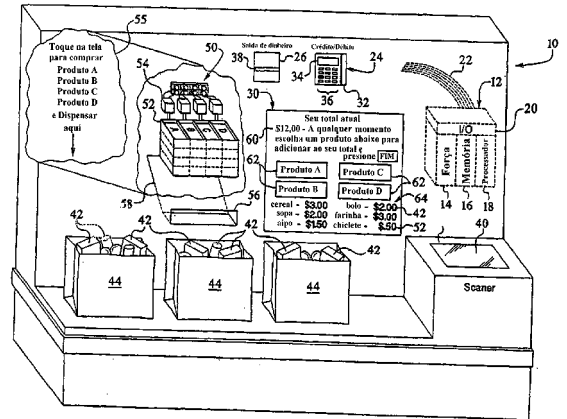 55
Toque na tela
para comprar
Produto A
Produto B
Produto C
Produto D
e Dispensar
aqui
50
54
52
58
56
Saída de dinheiro
38
26
Crédito/Débito
34
24
32
36
30
22
10
12
20
I/O
Força
Memória
Processador
14
16
18
60
Seu total atual
$12,00 - A qualquer momento
escolha um produto abaixo para
adicionar ao seu total e
presione FIM
62
Produto A
Produto C
62
Produto B
Produto D
64
cereal - $3.00
bolo - $2.00
42
sopa - $2.00
farinha - $3.00
aipo - $1.50
chiclete - $.50
52
40
Scaner
42
42
42
42
42
44
44
44